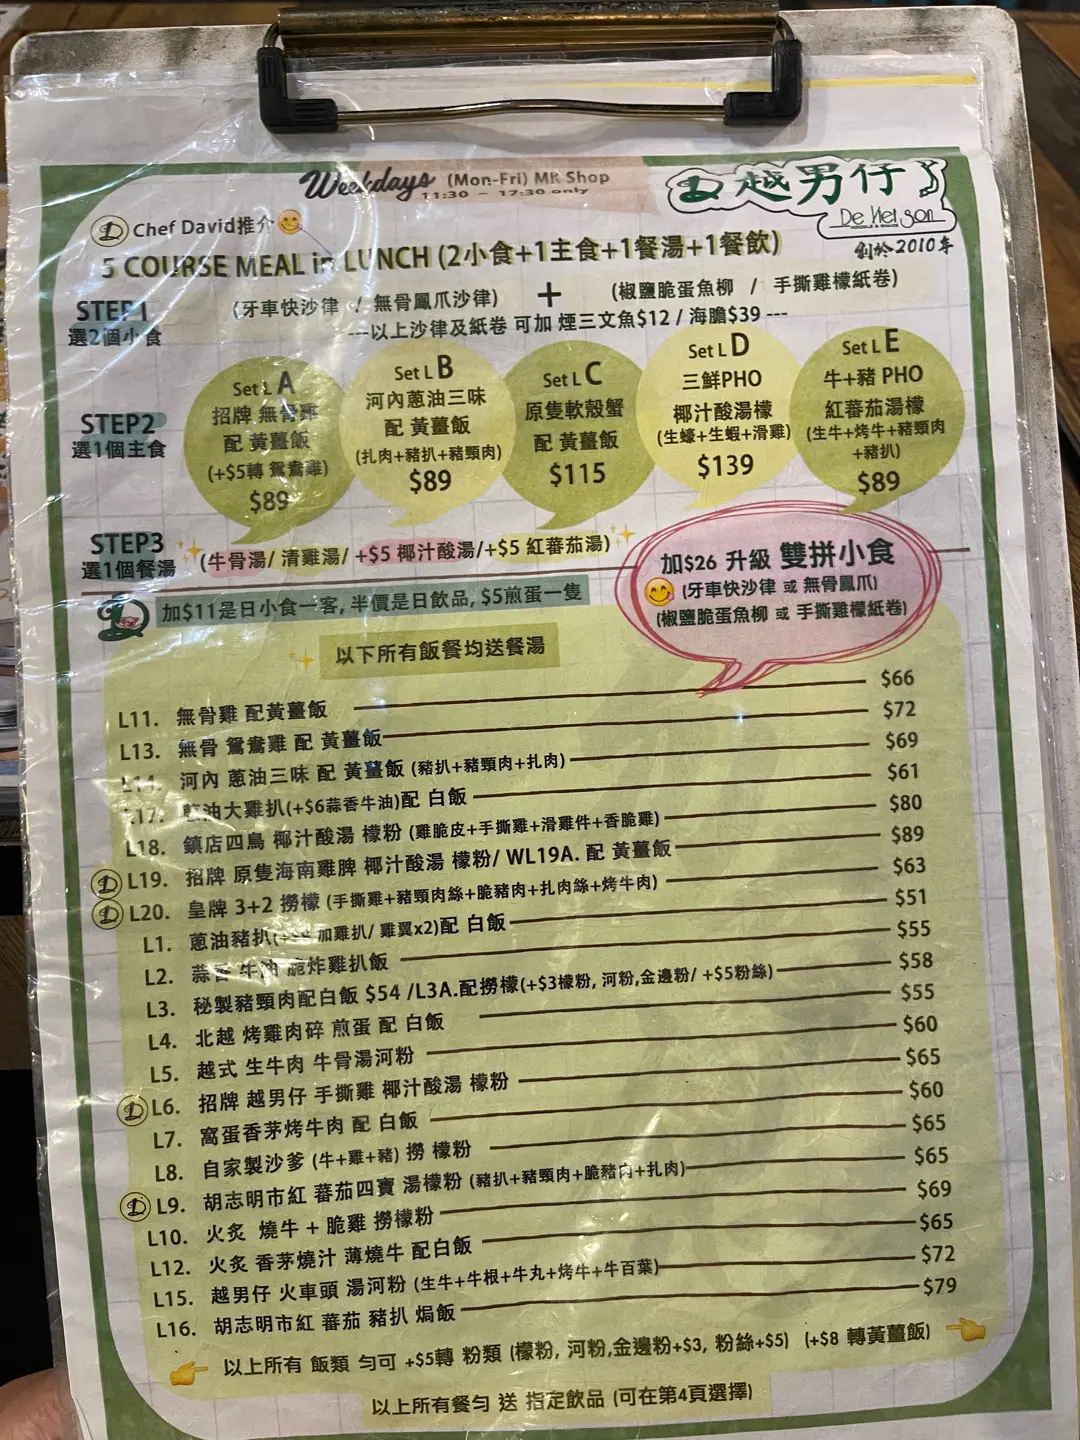 Weekdays (Mon-Fri) MR Shop
11:30 - 17:30 only
越男仔
De Viet Son
創於2010年
Chef David推介
5 COURSE MEAL in LUNCH (2小食+1主食+1餐湯+1餐飲)
STEP1
選2個小食
(牙車快沙律 / 無骨鳳爪沙律) + (椒鹽脆蛋魚柳 / 手撕雞檬紙卷)
---以上沙律及紙卷 可加 煙三文魚$12 / 海膽$39 ---
STEP2
選1個主食
Set L A
招牌 無骨雞
配 黃薑飯
(+$5轉 鴛鴦雞)
$89
Set L B
河內蔥油三味
配 黃薑飯
(扎肉+豬扒+豬頸肉)
$89
Set L C
原隻軟殼蟹
配 黃薑飯
$115
Set L D
三鮮PHO
椰汁酸湯檬
(生蠔+生蝦+滑雞)
$139
Set L E
牛+豬 PHO
紅蕃茄湯檬
(生牛+烤牛+豬頸肉
+豬扒)
$89
STEP3
選1個餐湯
(牛骨湯/ 清雞湯/ +$5 椰汁酸湯/+$5 紅蕃茄湯)
加$26 升級 雙拼小食
(牙車快沙律 或 無骨鳳爪)
(椒鹽脆蛋魚柳 或 手撕雞檬紙卷)
加$11是日小食一客, 半價是日飲品, $5煎蛋一隻
以下所有飯餐均送餐湯
L11. 無骨雞 配黃薑飯 $66
L13. 無骨 鴛鴦雞 配 黃薑飯 $72
L14. 河內 蔥油三味 配 黃薑飯 (豬扒+豬頸肉+扎肉) $69
L17. 蔥油大雞扒(+$6蒜香牛油)配 白飯 $61
L18. 鎮店四鳥 椰汁酸湯 檬粉 (雞脆皮+手撕雞+滑雞件+香脆雞) $80
L19. 招牌 原隻海南雞脾 椰汁酸湯 檬粉/ WL19A. 配 黃薑飯 $89
L20. 皇牌 3+2 撈檬 (手撕雞+豬頸肉絲+脆豬肉+扎肉絲+烤牛肉) $63
L1. 蔥油豬扒 加雞扒/ 雞翼x2)配 白飯 $51
L2. 蒜香 牛油 脆炸雞扒飯 $55
L3. 秘製豬頸肉配白飯 $54 /L3A.配撈檬(+$3檬粉, 河粉,金邊粉/ +$5粉絲) $58
L4. 北越 烤雞肉碎 煎蛋 配 白飯 $55
L5. 越式 生牛肉 牛骨湯河粉 $60
L6. 招牌 越男仔 手撕雞 椰汁酸湯 檬粉 $65
L7. 窩蛋香茅烤牛肉 配 白飯 $60
L8. 自家製沙爹 (牛+雞+豬) 撈 檬粉 $65
L9. 胡志明市紅 蕃茄四寶 湯檬粉 (豬扒+豬頸肉+脆豬肉+扎肉) $65
L10. 火炙 燒牛 + 脆雞 撈檬粉 $69
L12. 火炙 香茅燒汁 薄燒牛 配白飯 $65
L15. 越男仔 火車頭 湯河粉 (生牛+牛根+牛丸+烤牛+牛百葉) $72
L16. 胡志明市紅 蕃茄 豬扒 焗飯 $79
以上所有 飯類 勻可 +$5轉 粉類 (檬粉, 河粉,金邊粉+$3, 粉絲+$5) (+$8 轉黃薑飯)
以上所有餐勻 送 指定飲品 (可在第4頁選擇)